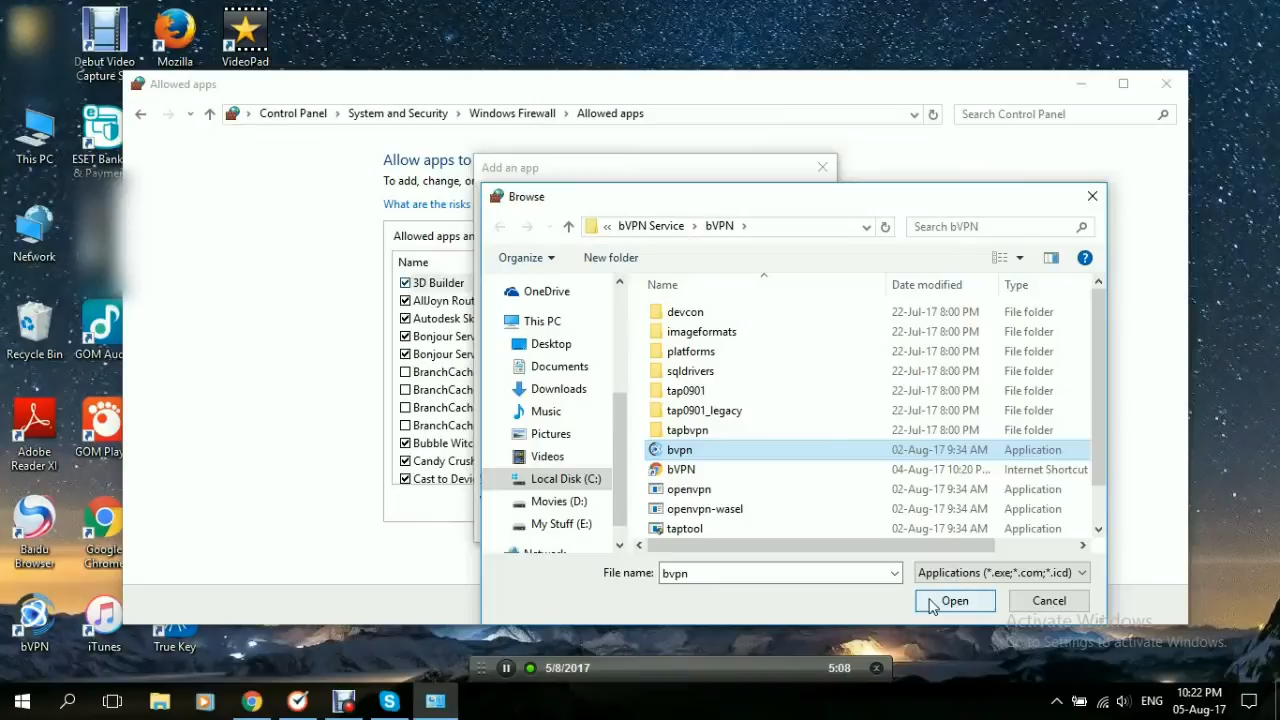 Debut Video
Capture S
Mozilla
VideoPad
This PC
ESET Bank
& Payme
Network
Recycle Bin
GOM Aud
Adobe
Reader XI
GOM Play
Baidu
Browser
Google
Chrome
bVPN
iTunes
True Key
Allowed apps
Control Panel
System and Security
Windows Firewall
Allowed apps
Search Control Panel
Allow apps to
To add, change, or
What are the risks
Allowed apps an
Name
3D Builder
AllJoyn Rout
Autodesk Sk
Bonjour Serv
Bonjour Serv
BranchCach
BranchCach
BranchCach
BranchCach
Bubble Witc
Candy Crush
Cast to Devi
Add an app
Browse
« bVPN Service
bVPN
Search bVPN
Organize
New folder
OneDrive
This PC
Desktop
Documents
Downloads
Music
Pictures
Videos
Local Disk (C:)
Movies (D:)
My Stuff (E:)
Network
Name Date modified Type
devcon 22-Jul-17 8:00 PM File folder
imageformats 22-Jul-17 8:00 PM File folder
platforms 22-Jul-17 8:00 PM File folder
sqldrivers 22-Jul-17 8:00 PM File folder
tap0901 22-Jul-17 8:00 PM File folder
tap0901_legacy 22-Jul-17 8:00 PM File folder
tapbvpn 22-Jul-17 8:00 PM File folder
bvpn 02-Aug-17 9:34 AM Application
bVPN 04-Aug-17 10:20 P... Internet Shortcut
openvpn 02-Aug-17 9:34 AM Application
openvpn-wasel 02-Aug-17 9:34 AM Application
taptool 02-Aug-17 9:34 AM Application
File name: bvpn Applications (*.exe;*.com;*.icd)
Open
Cancel
Activate Windows
Go to Settings to activate Windows.
5/8/2017
5:08
ENG
10:22 PM
05-Aug-17